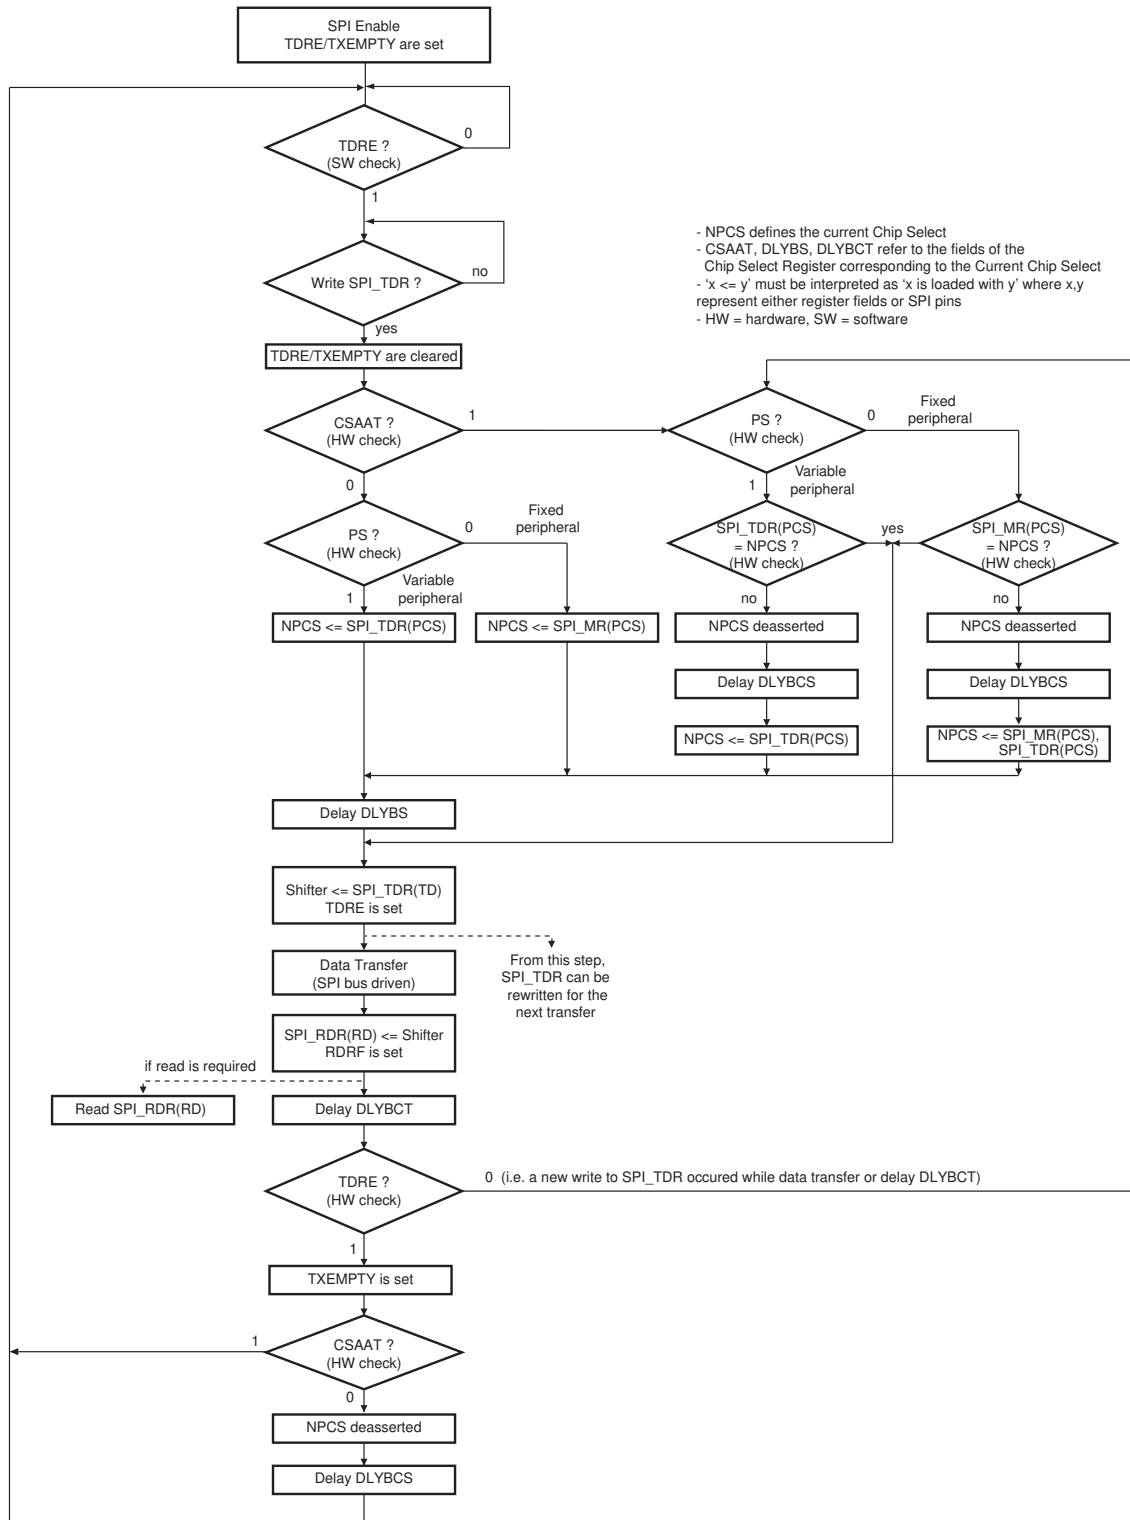 SPI Enable
TDRE/TXEMPTY are set
TDRE ?
(SW check)
0
1
Write SPI_TDR ?
no
yes
- NPCS defines the current Chip Select
- CSAAT, DLYBS, DLYBCT refer to the fields of the
Chip Select Register corresponding to the Current Chip Select
- ‘x <= y’ must be interpreted as ‘x is loaded with y’ where x,y
represent either register fields or SPI pins
- HW = hardware, SW = software
TDRE/TXEMPTY are cleared
CSAAT ?
(HW check)
1
0
PS ?
(HW check)
0
Fixed
peripheral
1
Variable
peripheral
PS ?
(HW check)
0
Fixed
peripheral
1
Variable
peripheral
SPI_TDR(PCS)
= NPCS ?
(HW check)
yes
no
SPI_MR(PCS)
= NPCS ?
(HW check)
no
NPCS <= SPI_TDR(PCS)
NPCS <= SPI_MR(PCS)
NPCS deasserted
NPCS deasserted
Delay DLYBCS
Delay DLYBCS
NPCS <= SPI_TDR(PCS)
NPCS <= SPI_MR(PCS),
SPI_TDR(PCS)
Delay DLYBS
Shifter <= SPI_TDR(TD)
TDRE is set
From this step,
SPI_TDR can be
rewritten for the
next transfer
Data Transfer
(SPI bus driven)
SPI_RDR(RD) <= Shifter
RDRF is set
if read is required
Read SPI_RDR(RD)
Delay DLYBCT
TDRE ?
(HW check)
0 (i.e. a new write to SPI_TDR occured while data transfer or delay DLYBCT)
1
TXEMPTY is set
CSAAT ?
(HW check)
1
0
NPCS deasserted
Delay DLYBCS